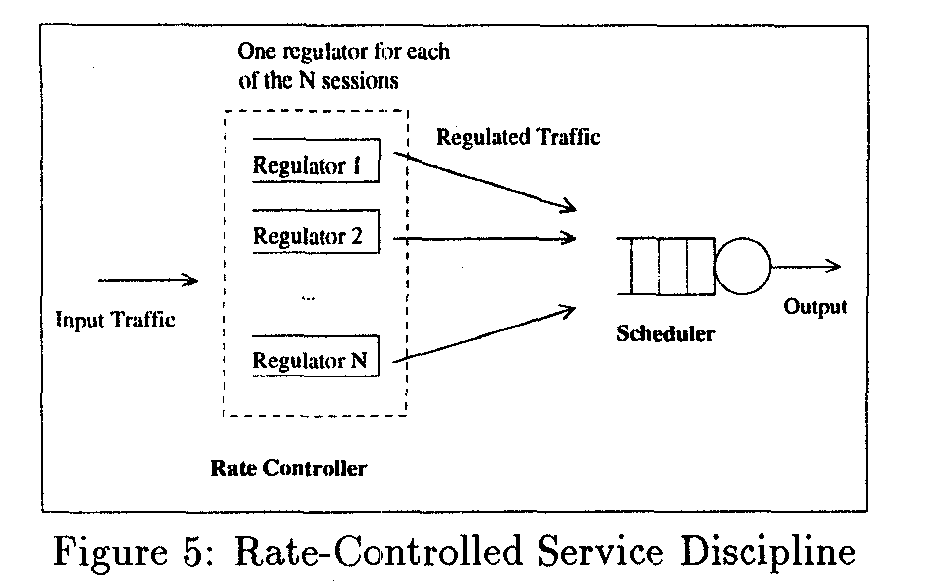 One regulator for each
of the N sessions
Regulated Traffic
Regulator 1
Regulator 2
...
Input Traffic
Output
Scheduler
Regulator N
Rate Controller
Figure 5: Rate-Controlled Service Discipline